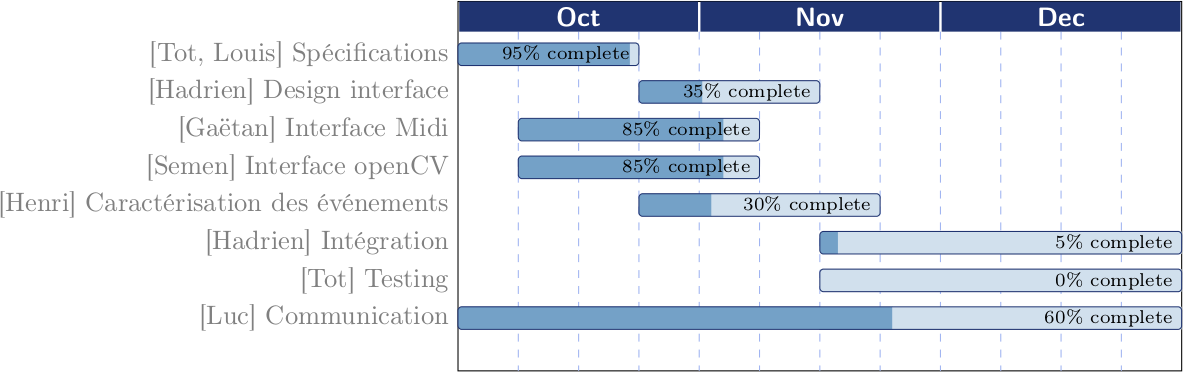 Oct Nov Dec
[Tot, Louis] Spécifications 95% complete
[Hadrien] Design interface 35% complete
[Gaëtan] Interface Midi 85% complete
[Semen] Interface openCV 85% complete
[Henri] Caractérisation des événements 30% complete
[Hadrien] Intégration 5% complete
[Tot] Testing 0% complete
[Luc] Communication 60% complete